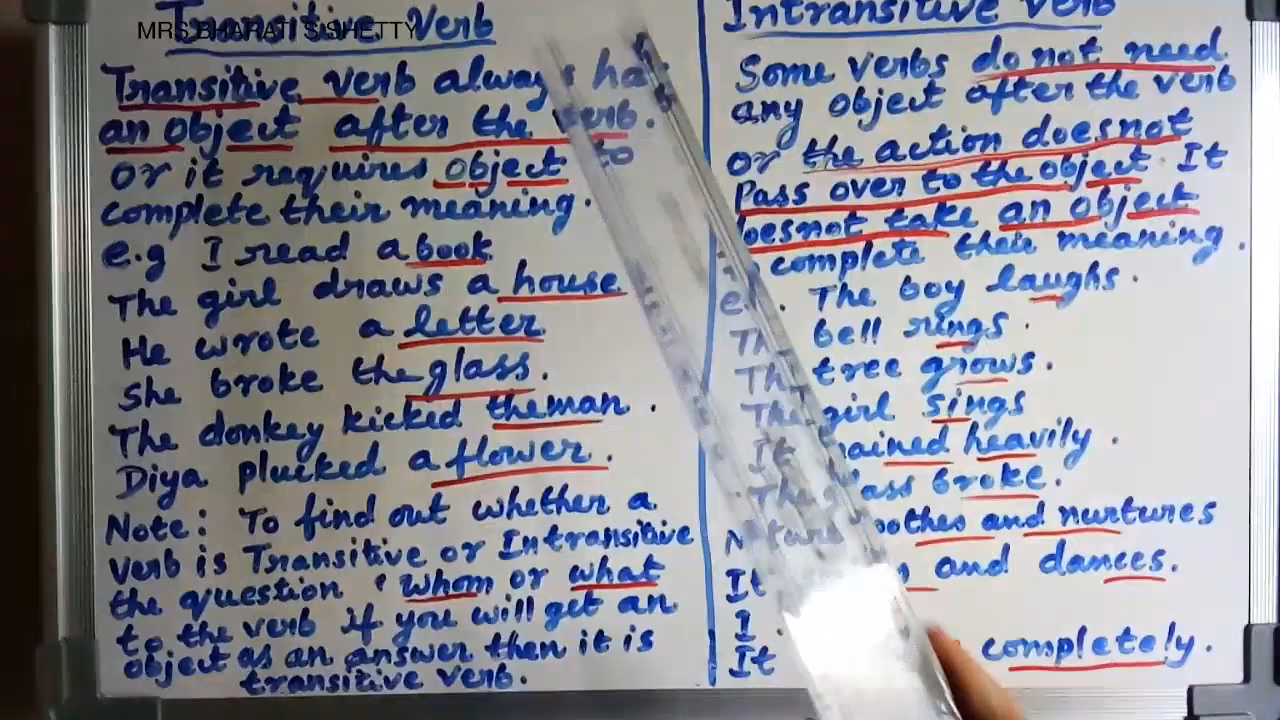 MRS BHARATI S SHETTY
Transitive Verb
Transitive verb always has
an object after the verb.
or it requires object to
complete their meaning.
e.g I read a book
The girl draws a house
He wrote a letter
She broke the glass.
The donkey kicked the man.
Diya plucked a flower.
Note: To find out whether a
verb is Transitive or Intransitive
the question ' whom or what
to the verb if you will get an
object as an answer then it is
transitive verb.
Intransitive Verb
Some verbs do not need
any object after the verb
or the action doesnot
pass over to the object. It
doesnot take an object
complete their meaning.
The boy laughs.
bell rings.
tree grows.
The girl sings
It rained heavily.
broke.
and nurtures
It and dances.
I
It completely.